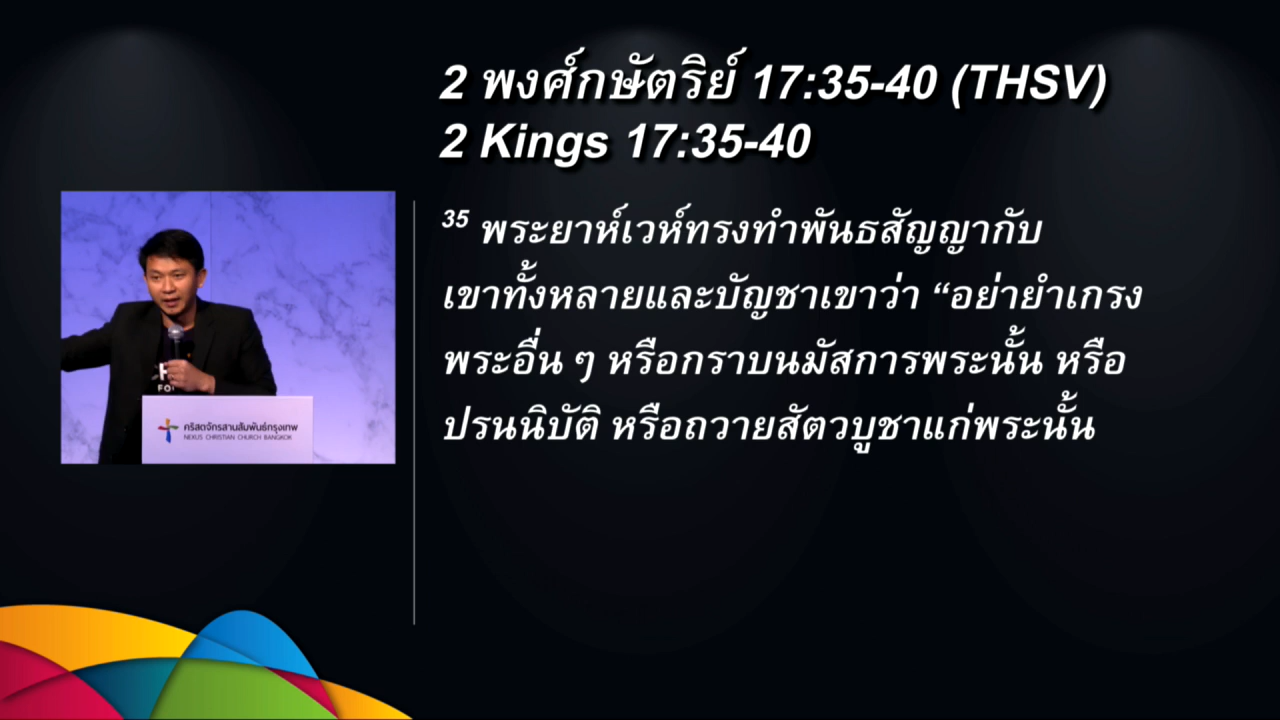 2 พงศ์กษัตริย์ 17:35-40 (THSV)
2 Kings 17:35-40
35 พระยาห์เวห์ทรงทำพันธสัญญากับ
เขาทั้งหลายและบัญชาเขาว่า “อย่ายำเกรง
พระอื่น ๆ หรือกราบนมัสการพระนั้น หรือ
ปรนนิบัติ หรือถวายสัตวบูชาแก่พระนั้น
คริสตจักรสานสัมพันธ์กรุงเทพ
NEXUS CHRISTIAN CHURCH BANGKOK